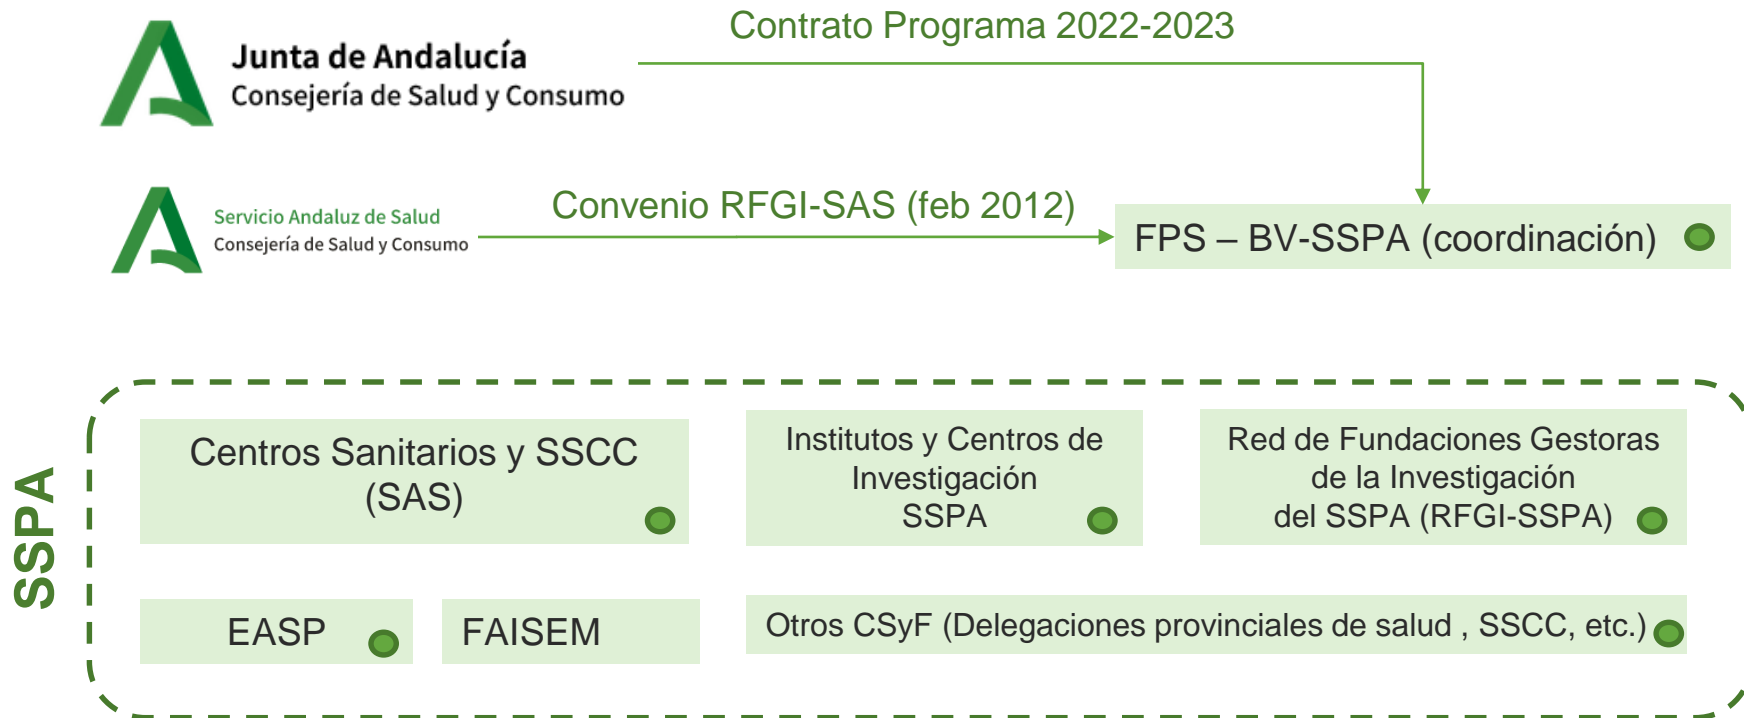 Contrato Programa 2022-2023
Junta de Andalucía
Consejería de Salud y Consumo
Convenio RFGI-SAS (feb 2012)
Servicio Andaluz de Salud
Consejería de Salud y Consumo
FPS – BV-SSPA (coordinación)
SSPA
Centros Sanitarios y SSCC
(SAS)
Institutos y Centros de
Investigación
SSPA
Red de Fundaciones Gestoras
de la Investigación
del SSPA (RFGI-SSPA)
EASP
FAISEM
Otros CSyF (Delegaciones provinciales de salud , SSCC, etc.)